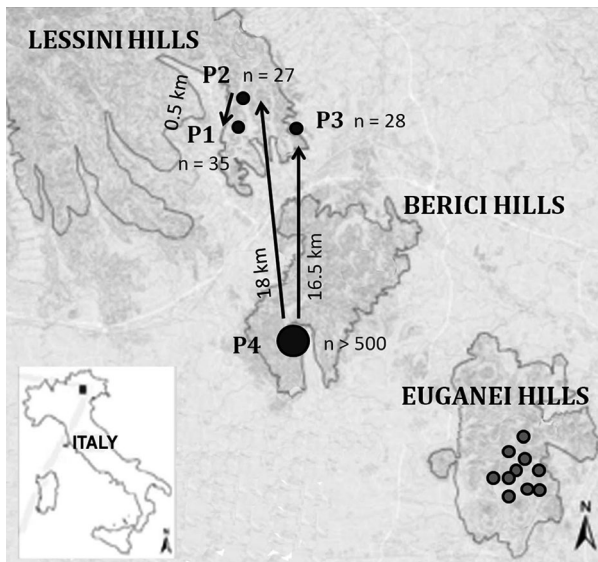 LESSINI HILLS
P2 n = 27
0.5 km
P1
P3 n = 28
n = 35
BERICI HILLS
18 km
16.5 km
P4 n > 500
EUGANEI HILLS
ITALY
N
N